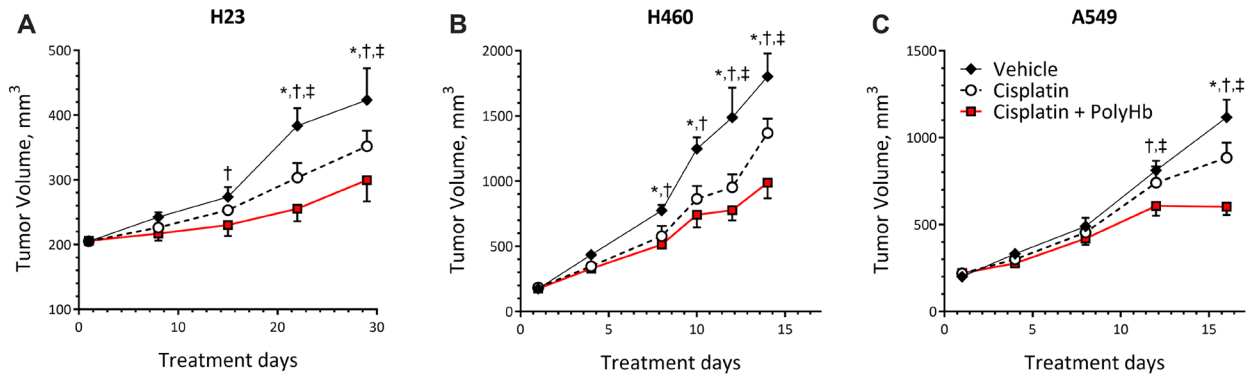 A
H23
Tumor Volume, mm3
500
400
300
200
100
†
*,†,‡
*,†,‡
0
10
20
30
Treatment days
B
H460
Tumor Volume, mm3
2000
1500
1000
500
0
*,†
*,†
*,†,‡
*,†,‡
0
5
10
15
Treatment days
C
A549
Tumor Volume, mm3
1500
1000
500
0
Vehicle
Cisplatin
Cisplatin + PolyHb
†,‡
*,†,‡
0
5
10
15
Treatment days